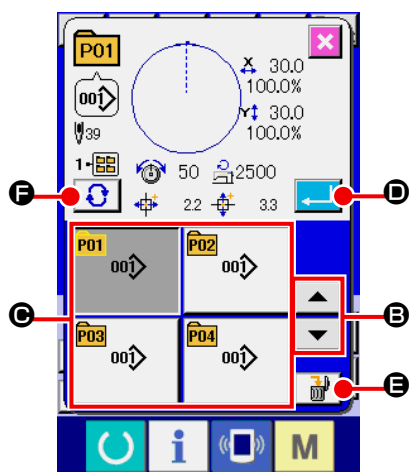 P01
X 30.0
100.0%
001
Y 30.0
100.0%
39
1-
50 2500
F
D
2.2 3.3
P01 P02
001 001
C
B
P03 P04
001 001
E
i M